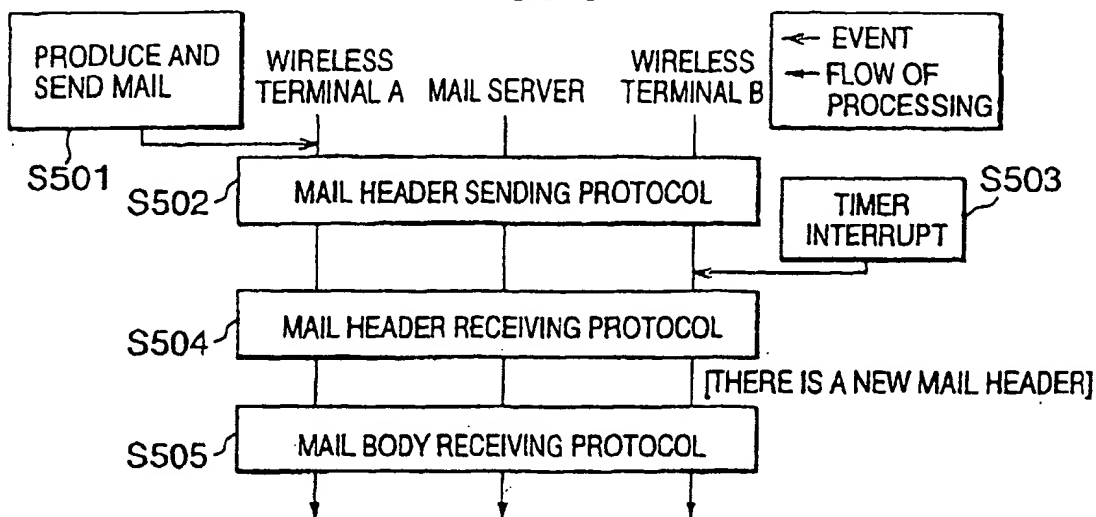 PRODUCE AND
SEND MAIL
WIRELESS
TERMINAL A
MAIL SERVER
WIRELESS
TERMINAL B
EVENT
FLOW OF
PROCESSING
S501
S502
MAIL HEADER SENDING PROTOCOL
S503
TIMER
INTERRUPT
S504
MAIL HEADER RECEIVING PROTOCOL
[THERE IS A NEW MAIL HEADER]
S505
MAIL BODY RECEIVING PROTOCOL